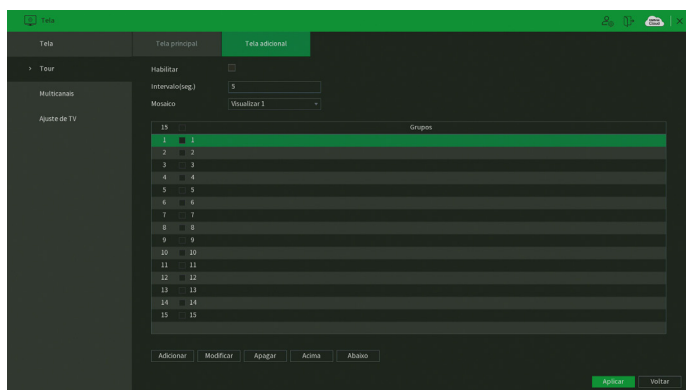 Tela
Tela
Tela principal
Tela adicional
Tour
Multicanais
Ajuste de TV
Habilitar
Intervalo(seg.) 5
Mosaico Visualizar 1
15 Grupos
1 1
2 2
3 3
4 4
5 5
6 6
7 7
8 8
9 9
10 10
11 11
12 12
13 13
14 14
15 15
Adicionar Modificar Apagar Acima Abaixo
Aplicar Voltar